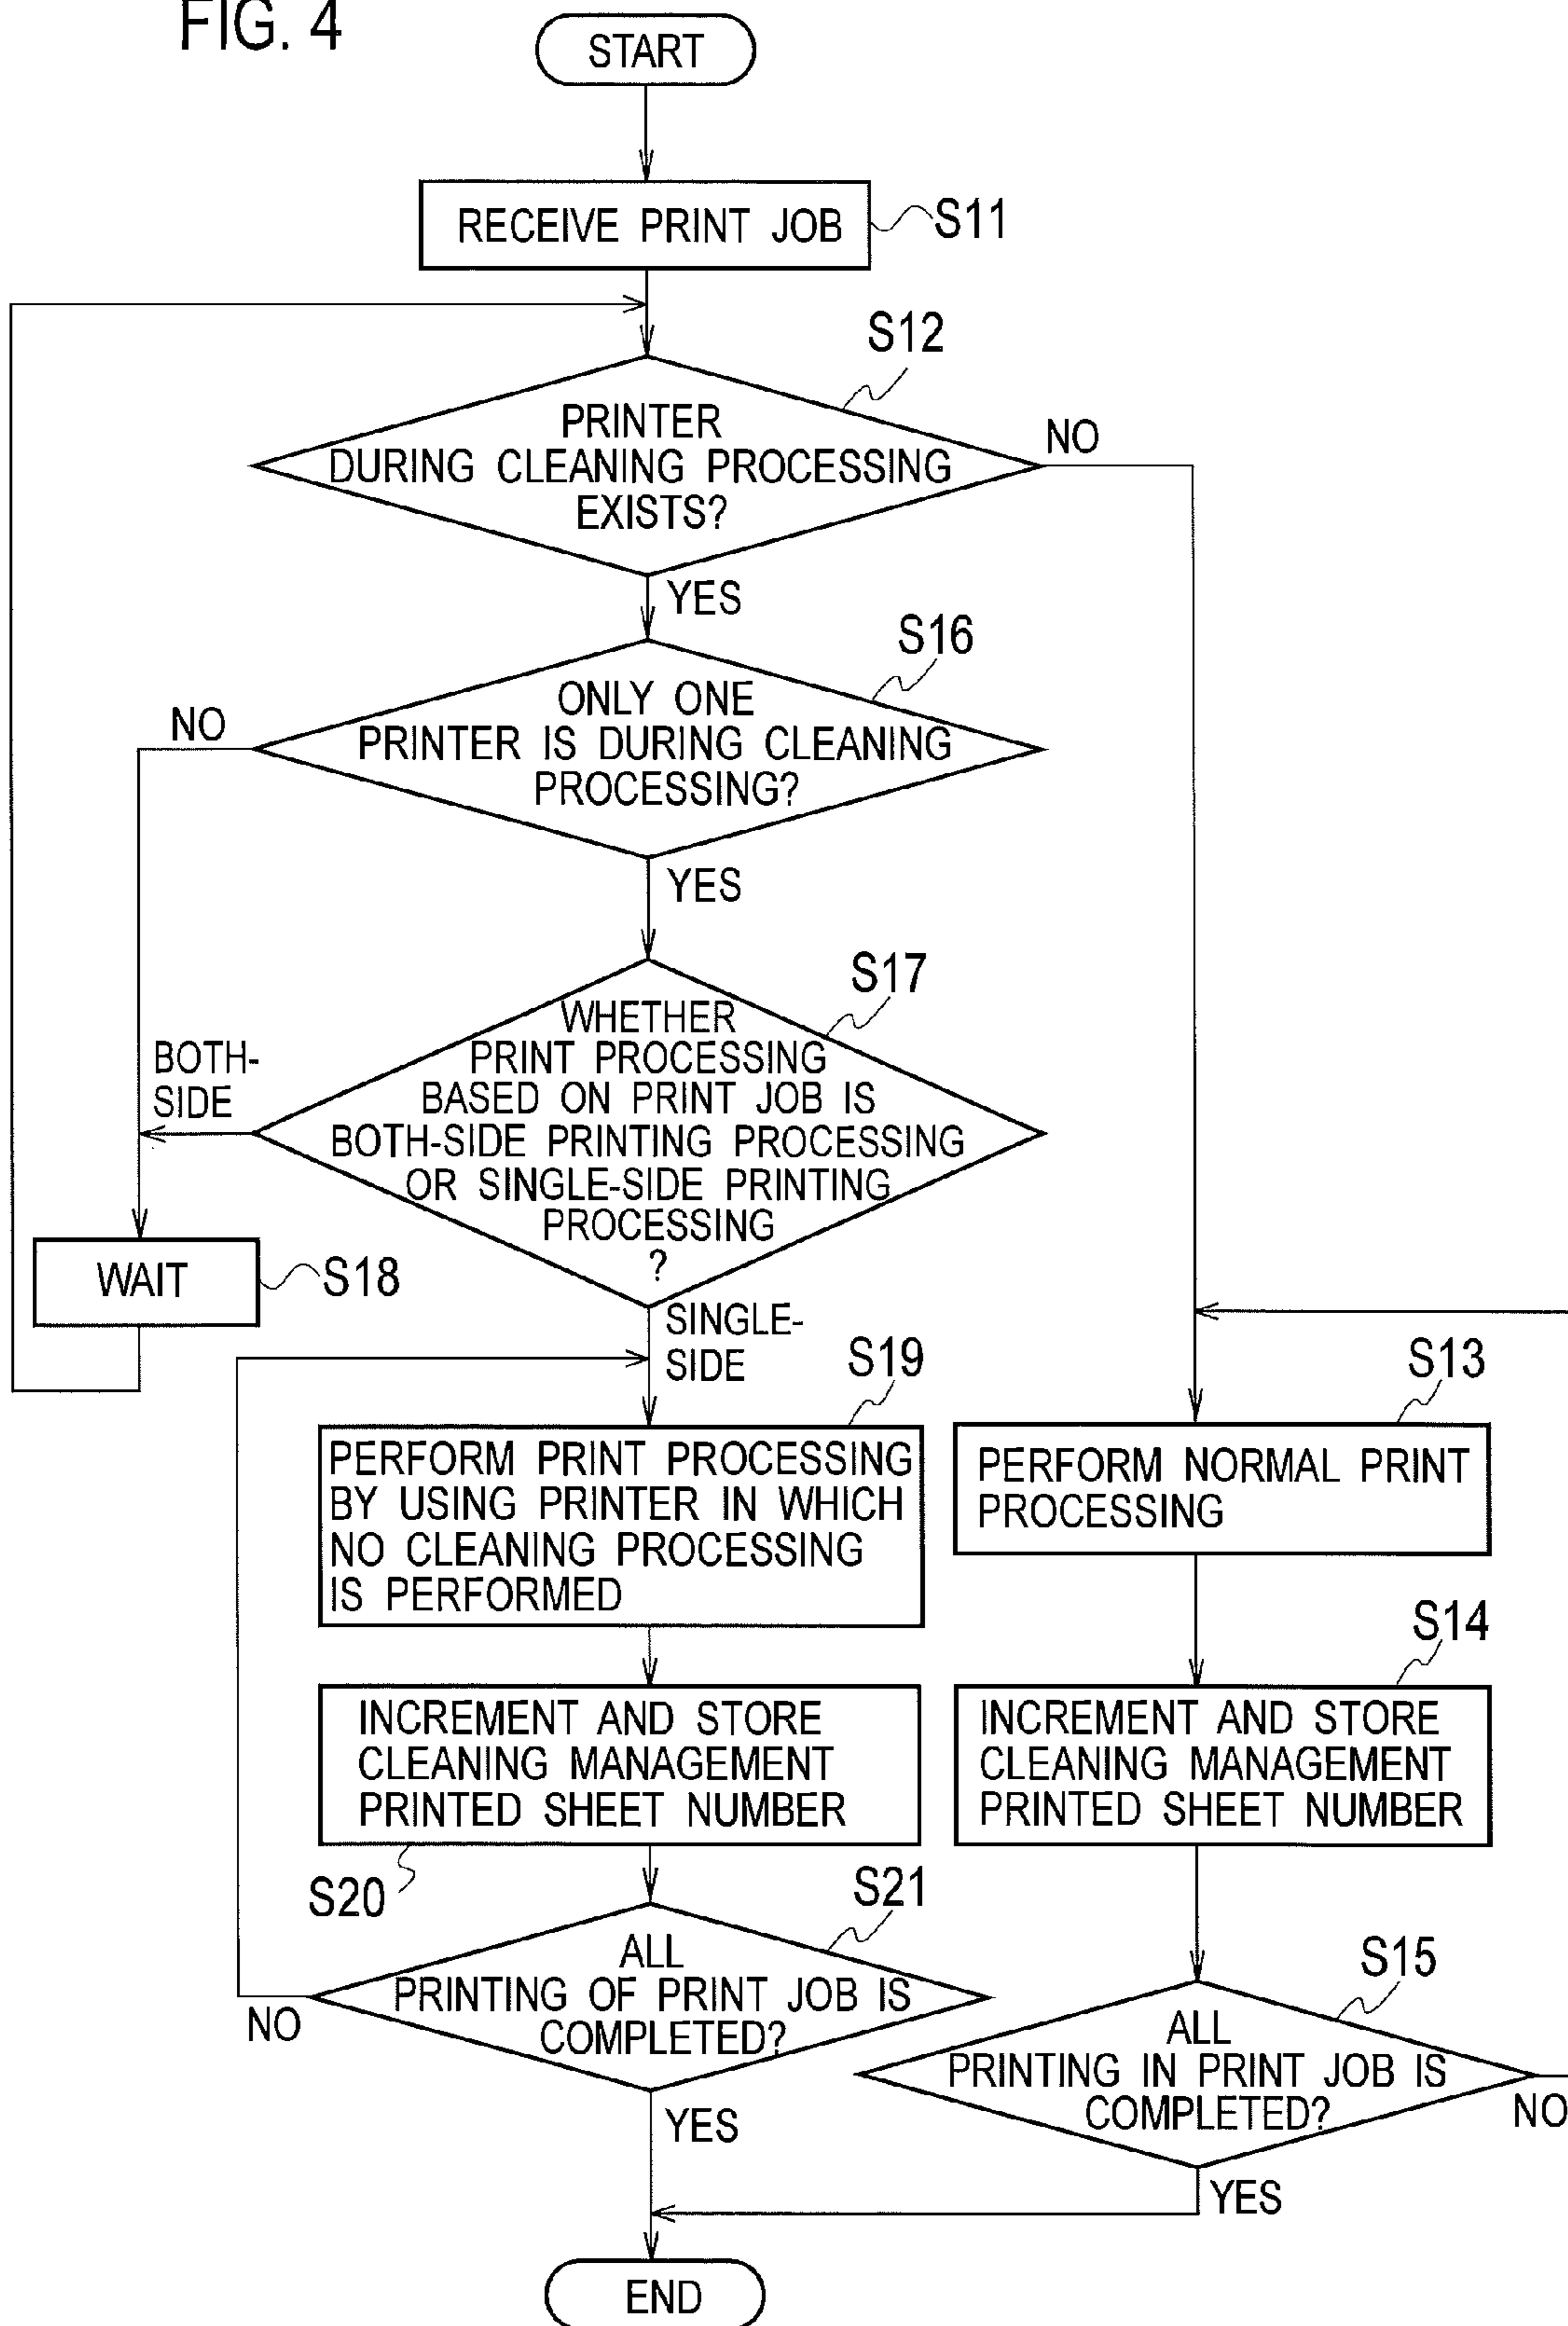 FIG. 4
START
RECEIVE PRINT JOB
S11
S12
PRINTER
DURING CLEANING PROCESSING
EXISTS?
NO
YES
S16
ONLY ONE
PRINTER IS DURING CLEANING
PROCESSING?
NO
YES
S17
WHETHER
PRINT PROCESSING
BASED ON PRINT JOB IS
BOTH-SIDE PRINTING PROCESSING
OR SINGLE-SIDE PRINTING
PROCESSING
?
BOTH-
SIDE
WAIT
S18
SINGLE-
SIDE
S19
PERFORM PRINT PROCESSING
BY USING PRINTER IN WHICH
NO CLEANING PROCESSING
IS PERFORMED
S13
PERFORM NORMAL PRINT
PROCESSING
INCREMENT AND STORE
CLEANING MANAGEMENT
PRINTED SHEET NUMBER
S20
S14
INCREMENT AND STORE
CLEANING MANAGEMENT
PRINTED SHEET NUMBER
S21
ALL
PRINTING OF PRINT JOB IS
COMPLETED?
NO
YES
S15
ALL
PRINTING IN PRINT JOB IS
COMPLETED?
NO
YES
END